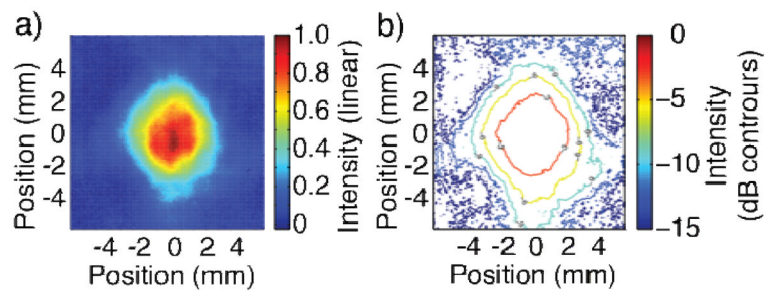 a)
Position (mm)
4
2
0
-2
-4
-4 -2 0 2 4
Position (mm)
1.0
0.8
0.6
0.4
0.2
0
Intensity (linear)
b)
Position (mm)
4
2
0
-2
-4
-4 -2 0 2 4
Position (mm)
0
-5
-10
-15
Intensity
(dB contours)